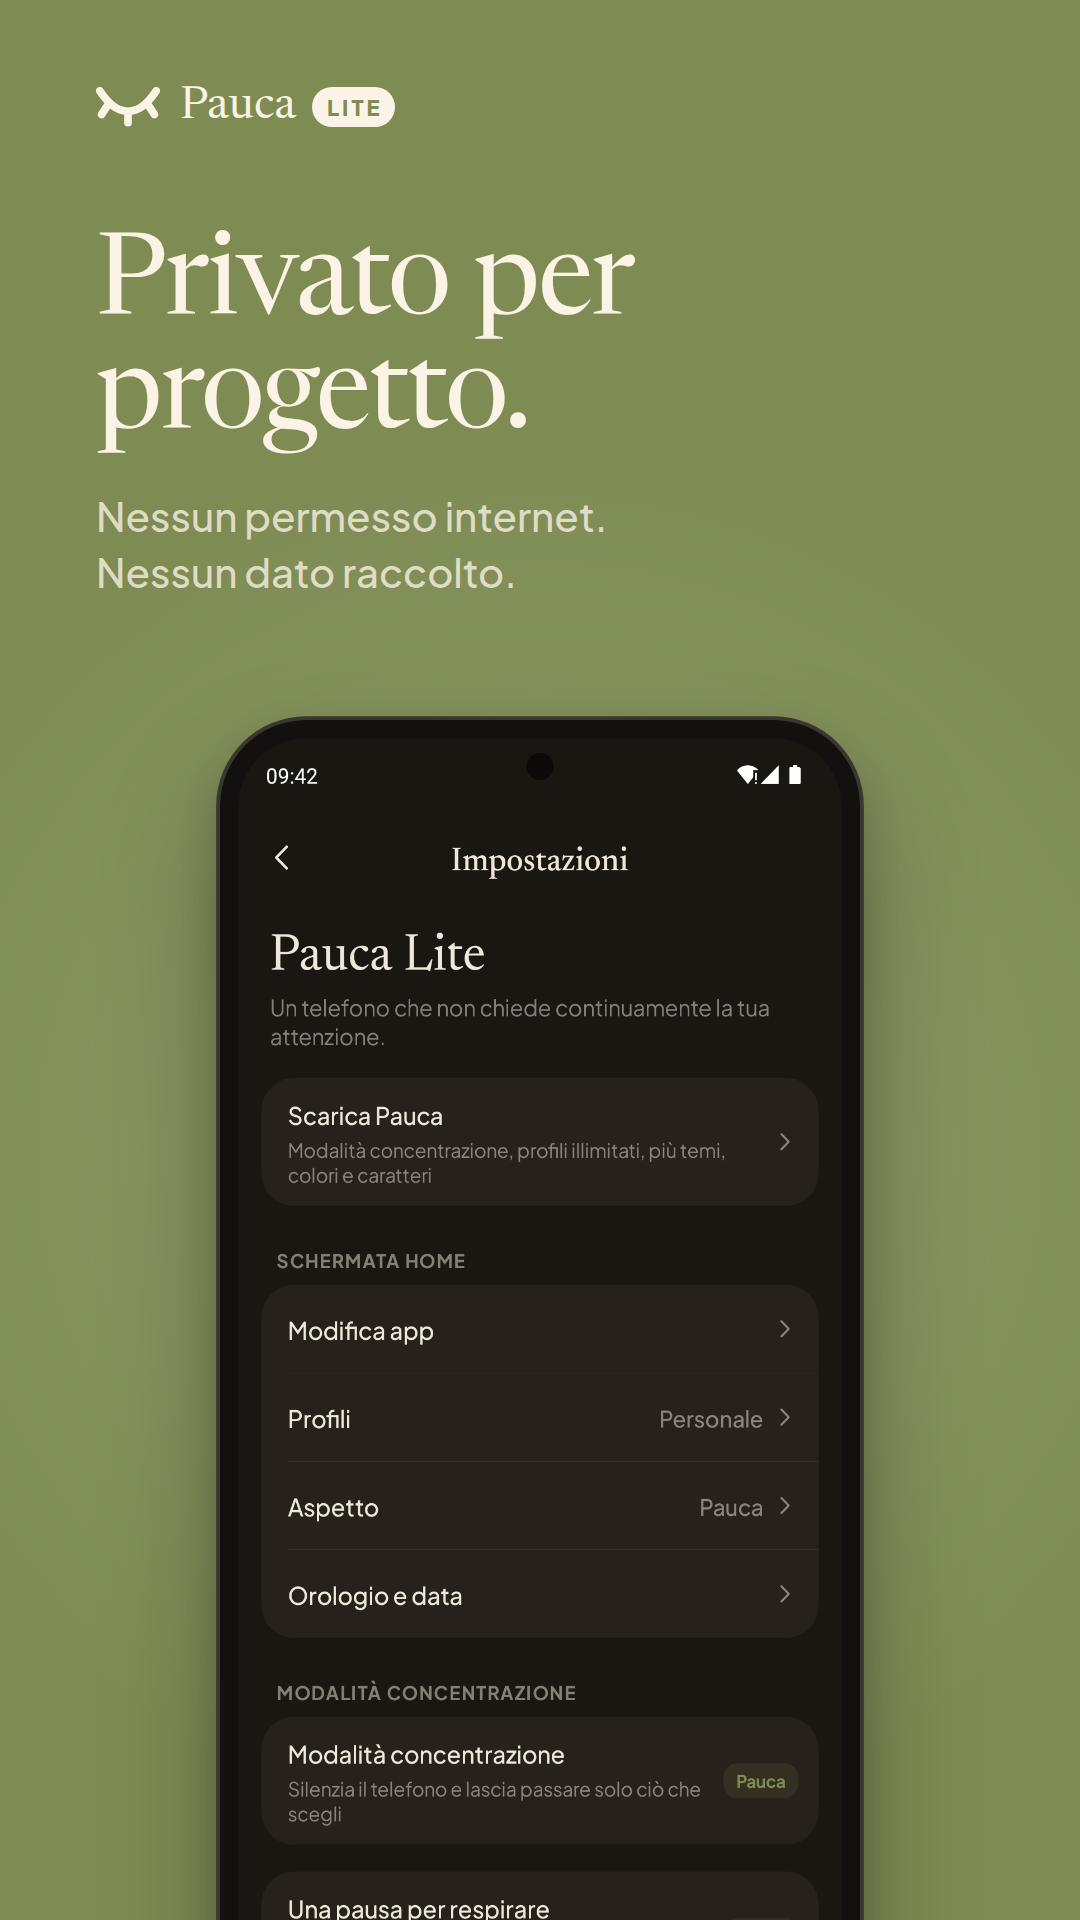 Pauca LITE
Privato per
progetto.
Nessun permesso internet.
Nessun dato raccolto.
09:42
Impostazioni
Pauca Lite
Un telefono che non chiede continuamente la tua
attenzione.
Scarica Pauca
Modalità concentrazione, profili illimitati, più temi,
colori e caratteri
SCHERMATA HOME
Modifica app
Profili Personale
Aspetto Pauca
Orologio e data
MODALITÀ CONCENTRAZIONE
Modalità concentrazione
Silenzia il telefono e lascia passare solo ciò che
scegli
Pauca
Una pausa per respirare